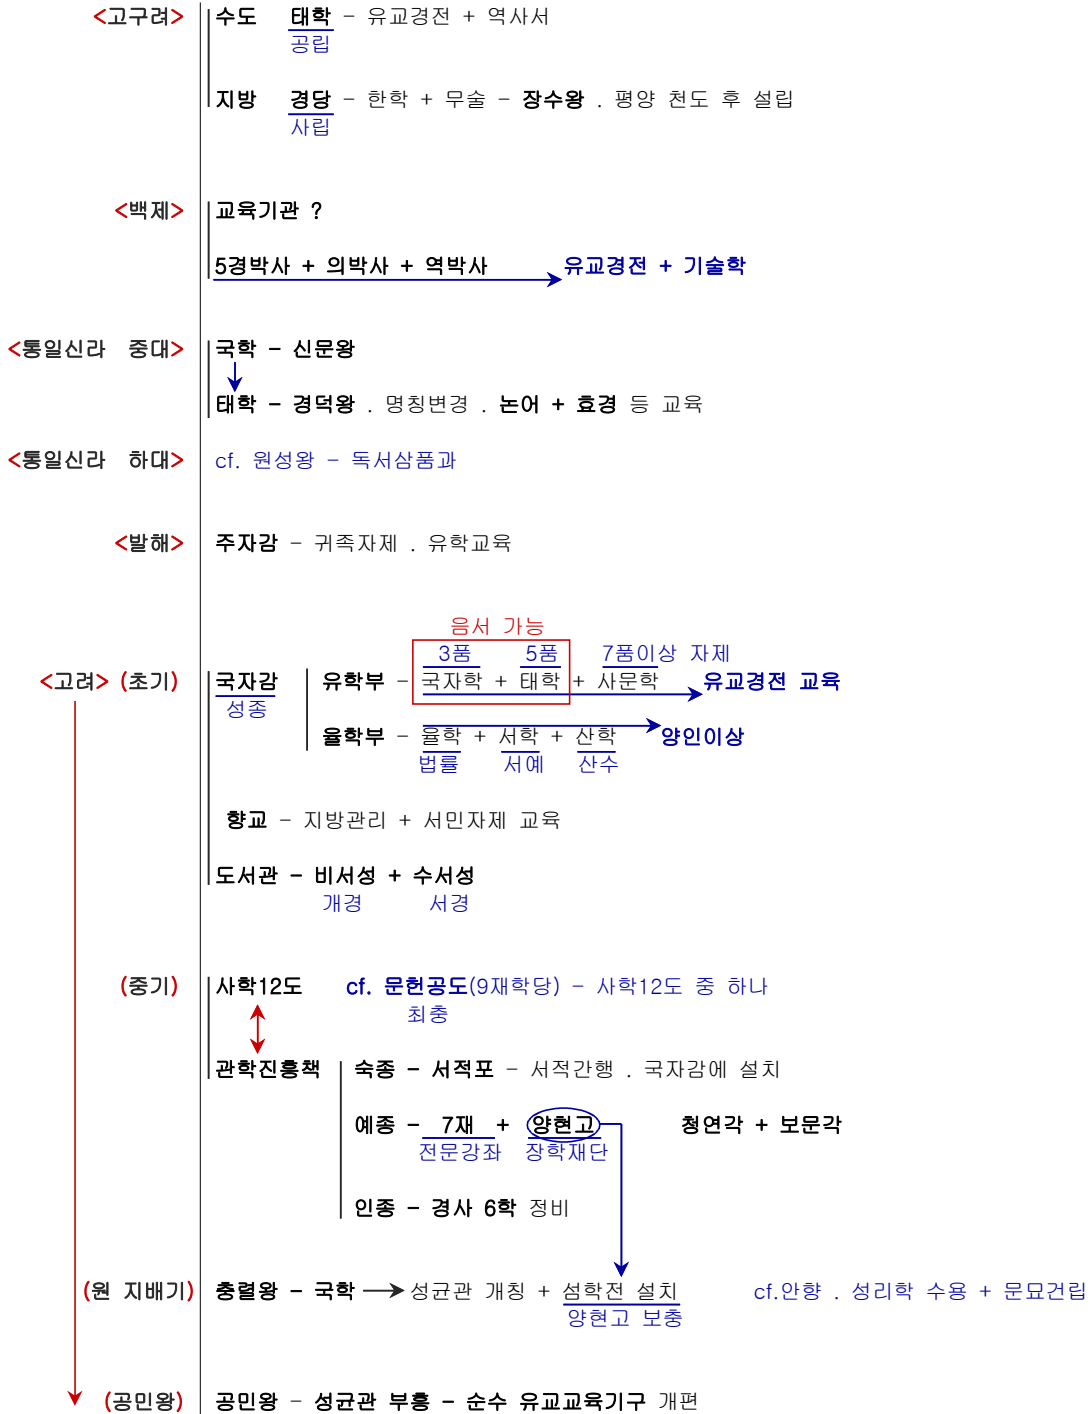 <고구려> 수도 태학 - 유교경전 + 역사서
공립
지방 경당 - 한학 + 무술 - 장수왕 . 평양 천도 후 설립
사립
<백제> 교육기관 ?
5경박사 + 의박사 + 역박사 유교경전 + 기술학
<통일신라 중대> 국학 - 신문왕
태학 - 경덕왕 . 명칭변경 . 논어 + 효경 등 교육
<통일신라 하대> cf. 원성왕 - 독서삼품과
<발해> 주자감 - 귀족자제 . 유학교육
음서 가능
3품 5품 7품이상 자제
<고려> (초기) 국자감 유학부 - 국자학 + 태학 + 사문학 유교경전 교육
성종
율학부 - 율학 + 서학 + 산학 양인이상
법률 서예 산수
향교 - 지방관리 + 서민자제 교육
도서관 - 비서성 + 수서성
개경 서경
(중기) 사학12도 cf. 문헌공도(9재학당) - 사학12도 중 하나
최충
관학진흥책 숙종 - 서적포 - 서적간행 . 국자감에 설치
예종 - 7재 + 양현고 청연각 + 보문각
전문강좌 장학재단
인종 - 경사 6학 정비
(원 지배기) 충렬왕 - 국학 → 성균관 개칭 + 섬학전 설치 cf.안향 . 성리학 수용 + 문묘건립
양현고 보충
(공민왕) 공민왕 - 성균관 부흥 - 순수 유교교육기구 개편